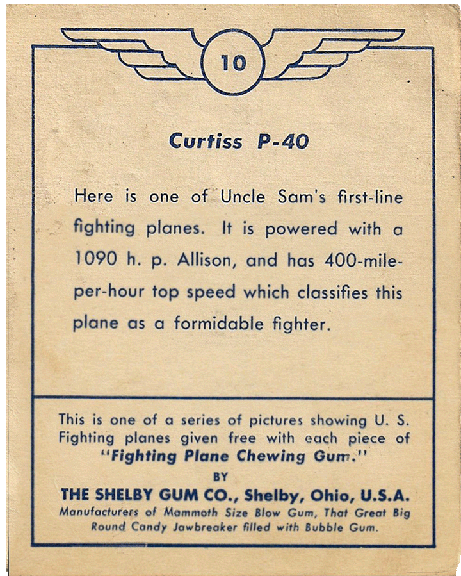 10
Curtiss P-40
Here is one of Uncle Sam's first-line
fighting planes. It is powered with a
1090 h. p. Allison, and has 400-mile-
per-hour top speed which classifies this
plane as a formidable fighter.
This is one of a series of pictures showing U. S.
Fighting planes given free with each piece of
"Fighting Plane Chewing Gum."
BY
THE SHELBY GUM CO., Shelby, Ohio, U.S.A.
Manufacturers of Mammoth Size Blow Gum, That Great Big
Round Candy Jawbreaker filled with Bubble Gum.